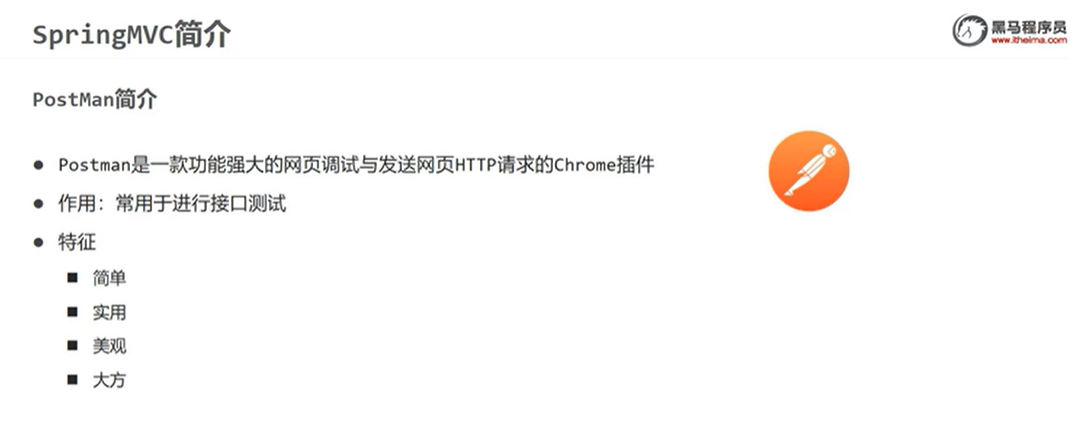 SpringMVC简介
黑马程序员
www.itheima.com
PostMan简介
Postman是一款功能强大的网页调试与发送网页HTTP请求的Chrome插件
作用：常用于进行接口测试
特征
简单
实用
美观
大方